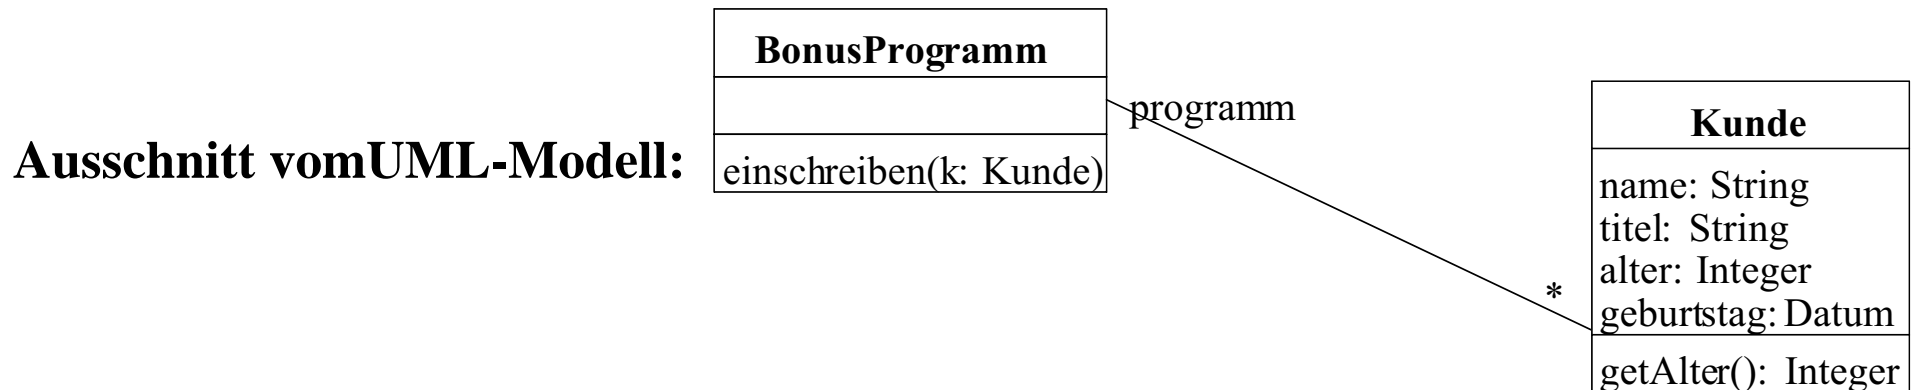 BonusProgramm
einschreiben(k: Kunde)
Ausschnitt vomUML-Modell:
programm
*
Kunde
name: String
titel: String
alter: Integer
geburtstag: Datum
getAlter(): Integer